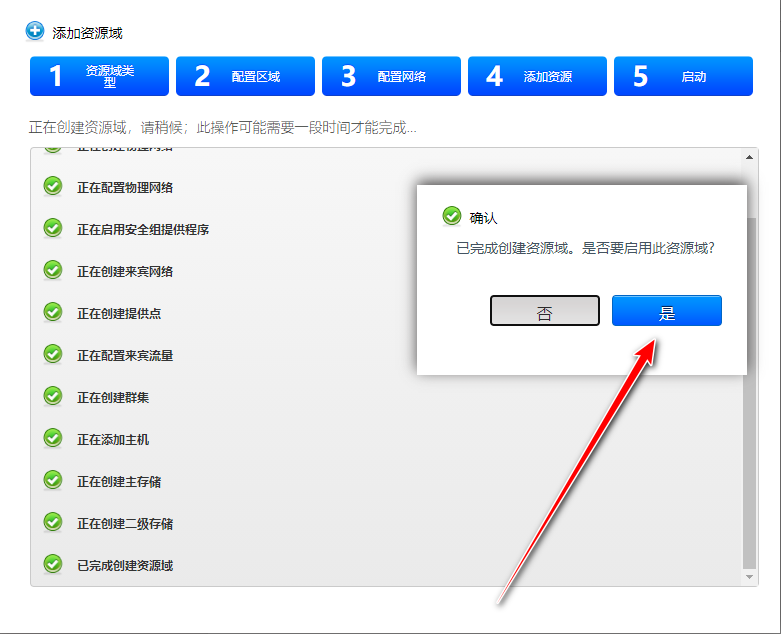 添加资源域
1 资源域类
型
2 配置区域
3 配置网络
4 添加资源
5 启动
正在创建资源域，请稍候；此操作可能需要一段时间才能完成...
正在创建物理网络
正在配置物理网络
正在启用安全组提供程序
正在创建来宾网络
正在创建提供点
正在配置来宾流量
正在创建群集
正在添加主机
正在创建主存储
正在创建二级存储
已完成创建资源域
确认
已完成创建资源域。是否要启用此资源域?
否
是